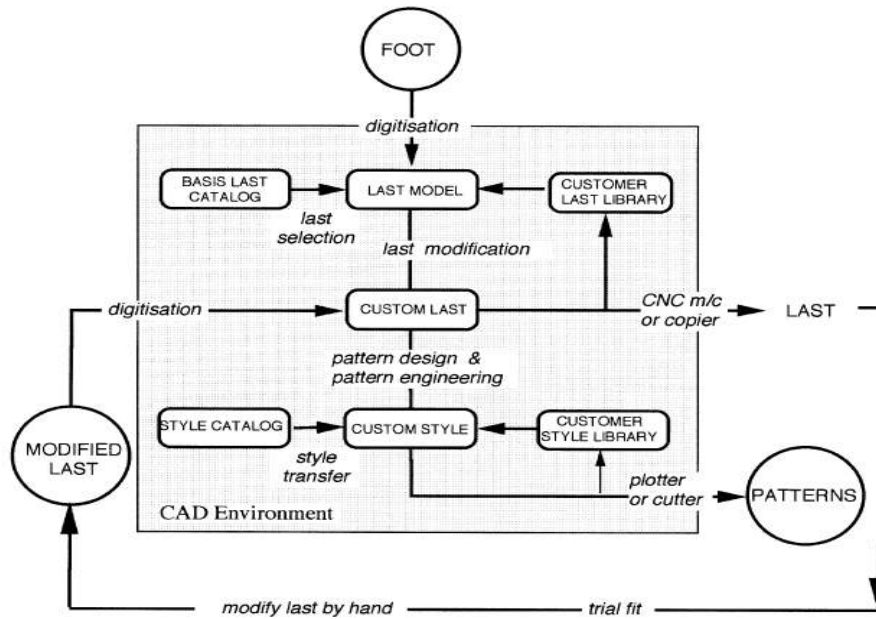 FOOT
digitisation
BASIS LAST
CATALOG
LAST MODEL
CUSTOMER
LAST LIBRARY
last
selection
last modification
digitisation
CUSTOM LAST
CNC m/c
or copier
LAST
pattern design &
pattern engineering
STYLE CATALOG
CUSTOM STYLE
CUSTOMER
STYLE LIBRARY
MODIFIED
LAST
style
transfer
plotter
or cutter
PATTERNS
CAD Environment
modify last by hand
trial fit